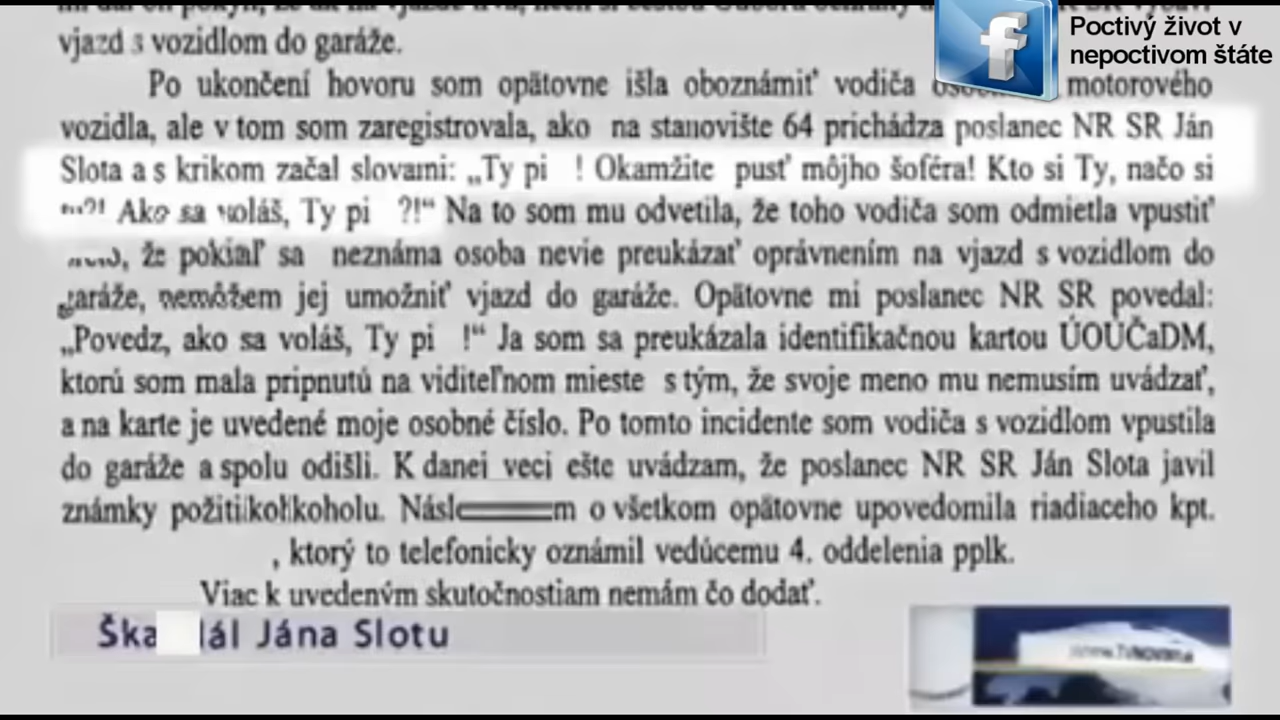 vjazd s vozidlom do garáže.
Poctivý život v
nepoctivom štáte
Po ukončení hovoru som opätovne išla oboznámiť vodiča motorového
vozidla, ale v tom som zaregistrovala, ako na stanovište 64 prichádza poslanec NR SR Ján
Slota a s krikom začal slovami: „Ty pi ! Okamžite pusť môjho šoféra! Kto si Ty, načo si
Ako sa voláš, Ty pi ?!“ Na to som mu odvetila, že toho vodiča som odmietla vpustiť
že pokiaľ sa neznáma osoba nevie preukázať oprávnením na vjazd s vozidlom do
garáže, nemôžem jej umožniť vjazd do garáže. Opätovne mi poslanec NR SR povedal:
„Povedz, ako sa voláš, Ty pi !“ Ja som sa preukázala identifikačnou kartou ÚOÚČaDM,
ktorú som mala pripnutú na viditeľnom mieste s tým, že svoje meno mu nemusím uvádzať,
a na karte je uvedené moje osobné číslo. Po tomto incidente som vodiča s vozidlom vpustila
do garáže a spolu odišli. K danej veci ešte uvádzam, že poslanec NR SR Ján Slota javil
známky o všetkom opätovne upovedomila riadiaceho kpt.
, ktorý to telefonicky oznámil vedúcemu 4. oddelenia pplk.
Viac k uvedeným skutočnostiam nemám čo dodať.
Jána Slotu